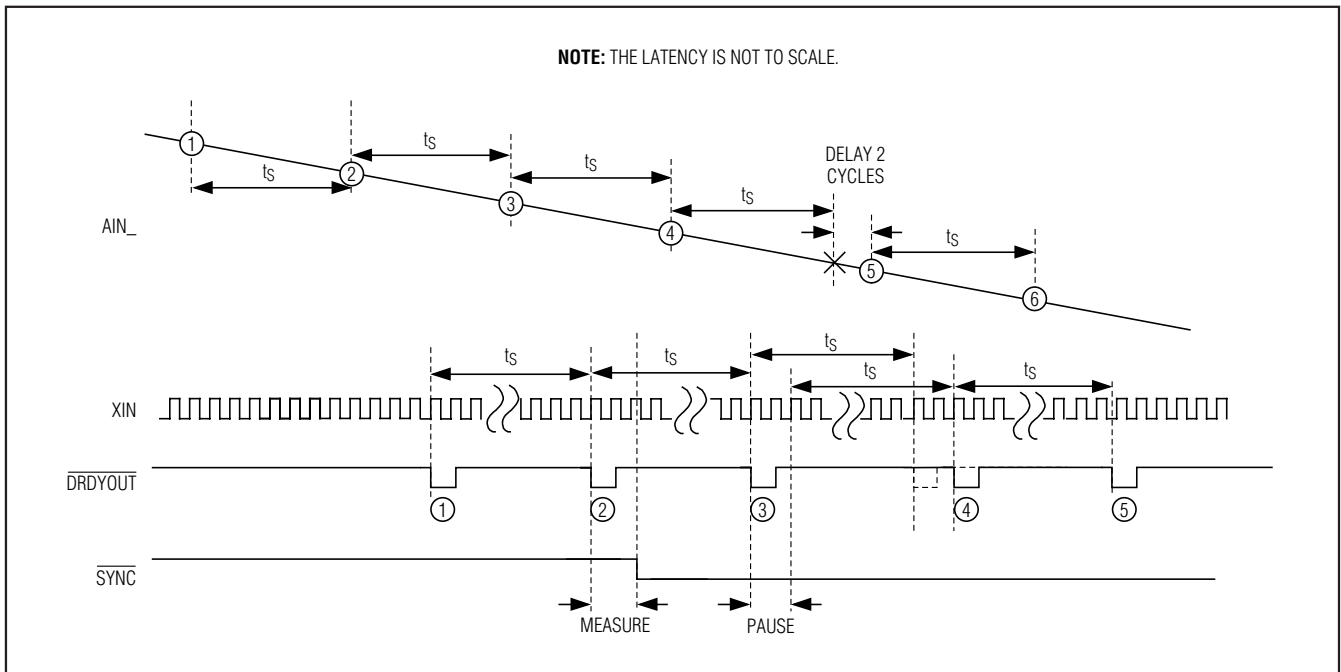 NOTE: THE LATENCY IS NOT TO SCALE.
1
tS
2
tS
3
tS
4
tS
DELAY 2
CYCLES
5
tS
6
AIN_
tS
tS
tS
tS
tS
XIN
DRDYOUT
1
2
3
4
5
SYNC
MEASURE
PAUSE